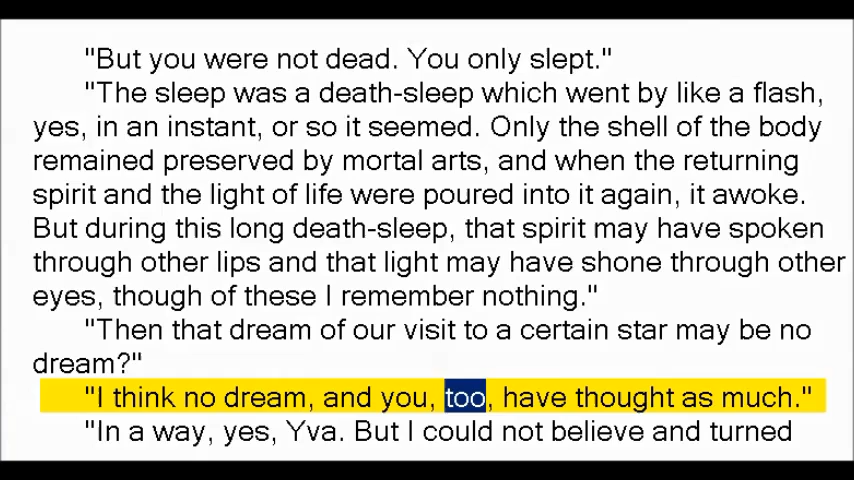 "But you were not dead. You only slept."
"The sleep was a death-sleep which went by like a flash,
yes, in an instant, or so it seemed. Only the shell of the body
remained preserved by mortal arts, and when the returning
spirit and the light of life were poured into it again, it awoke.
But during this long death-sleep, that spirit may have spoken
through other lips and that light may have shone through other
eyes, though of these I remember nothing."
"Then that dream of our visit to a certain star may be no
dream?"
"I think no dream, and you, too, have thought as much."
"In a way, yes, Yva. But I could not believe and turned